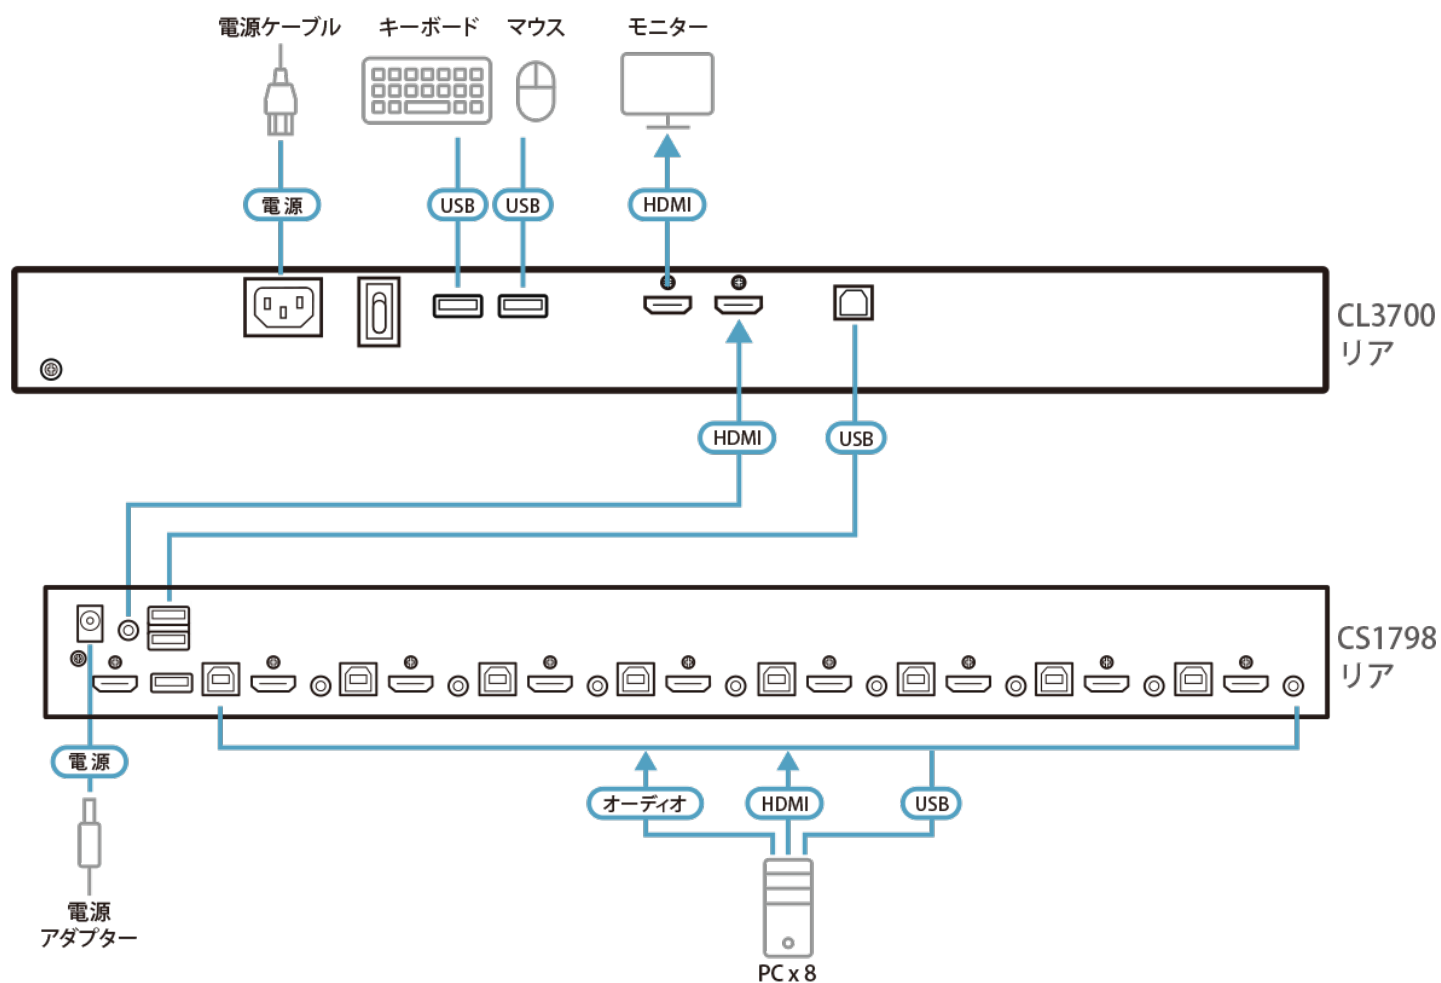 電源ケーブル
キーボード
マウス
モニター
電源
USB
USB
HDMI
CL3700
リア
HDMI
USB
CS1798
リア
電源
オーディオ
HDMI
USB
電源
アダプター
PC x 8